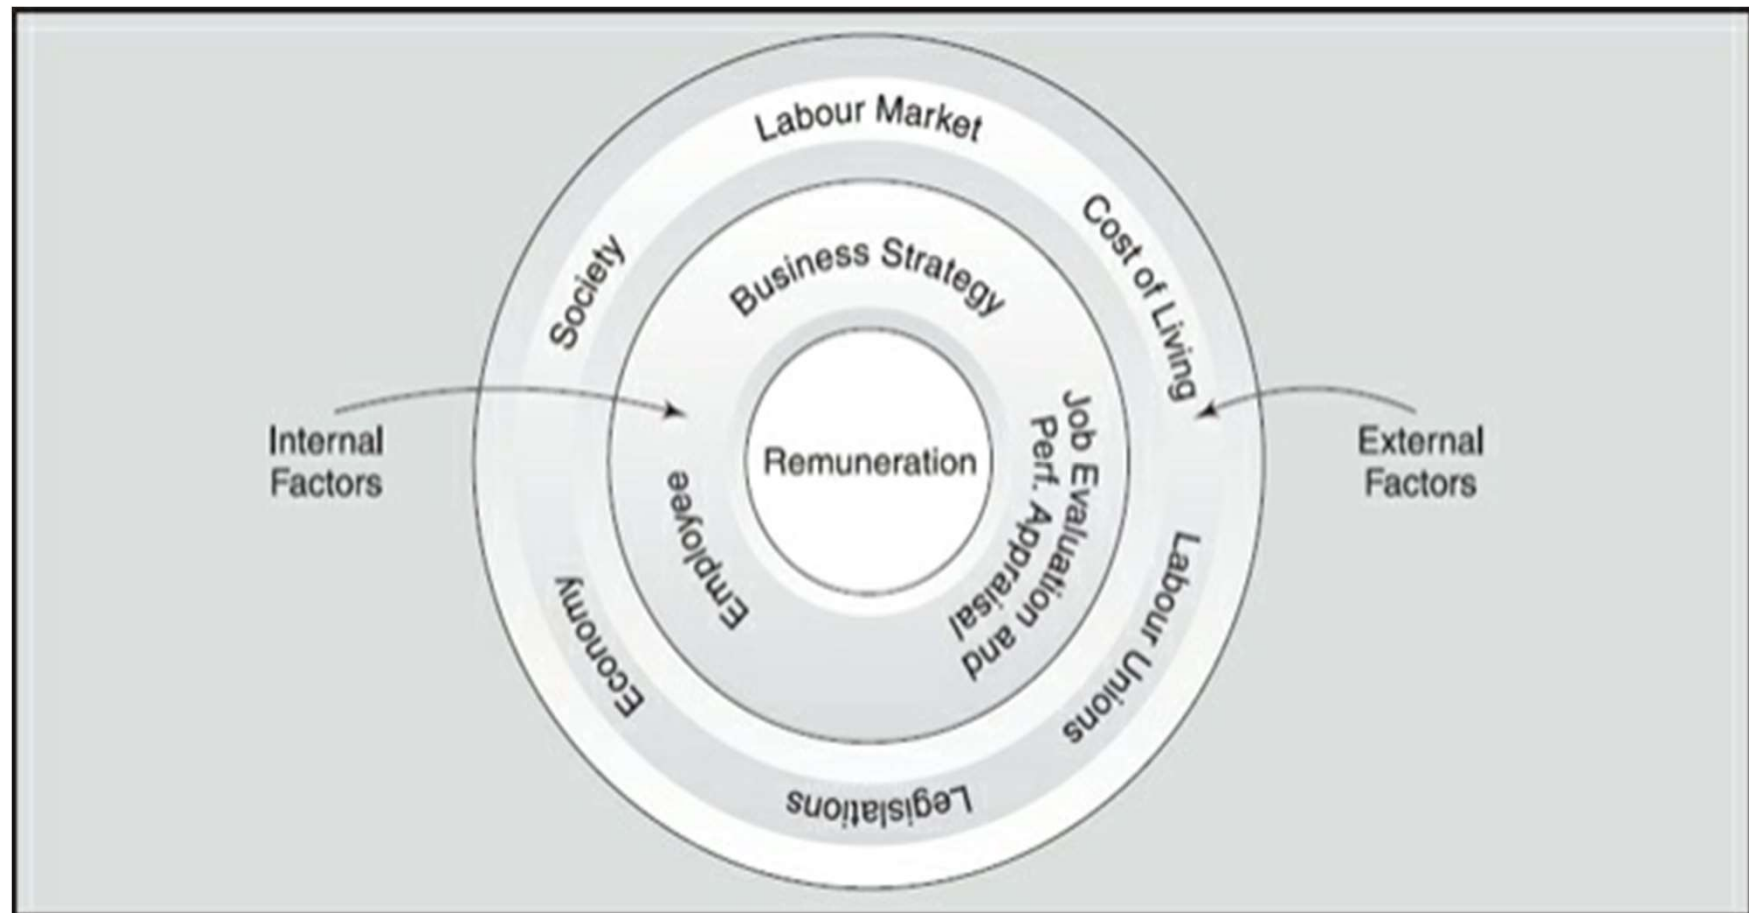 Labour Market
Cost of Living
Labour Unions
Legislations
Economy
Society
Business Strategy
Job Evaluation and
Perf. Appraisal
Employee
Remuneration
Internal
Factors
External
Factors